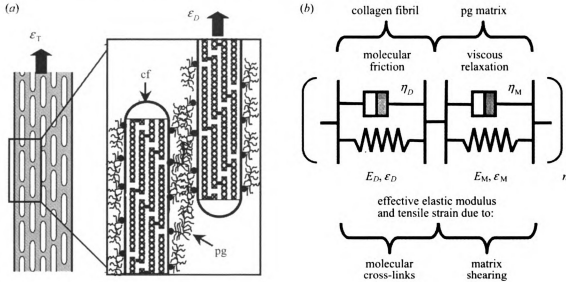 (a)
ε_T
ε_D
cf
pg
(b)
collagen fibril pg matrix
molecular friction
viscous relaxation
η_D η_M
E_D, ε_D E_M, ε_M
n
effective elastic modulus
and tensile strain due to:
molecular cross-links
matrix shearing